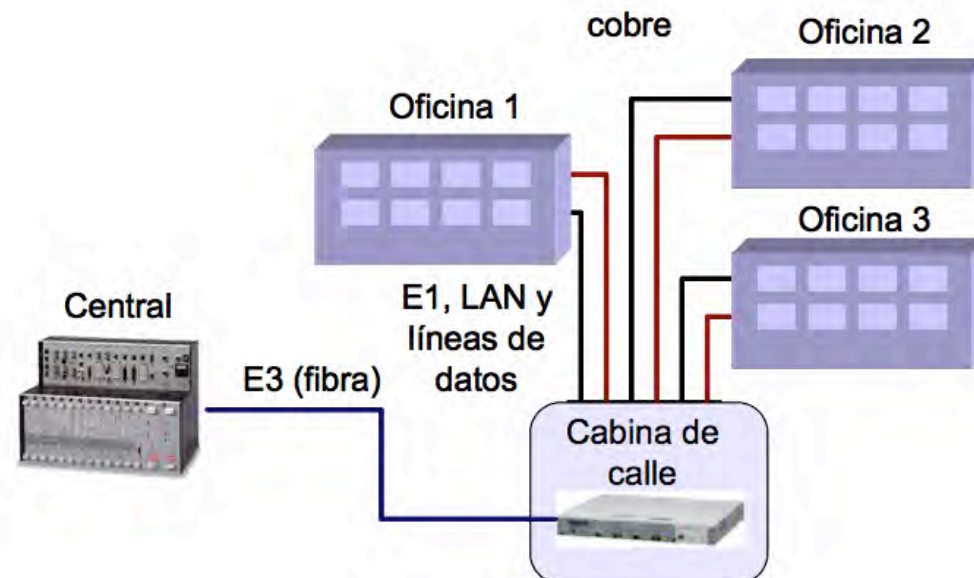 cobre
Oficina 2
Oficina 1
Oficina 3
E1, LAN y
líneas de
datos
Central
E3 (fibra)
Cabina de
calle